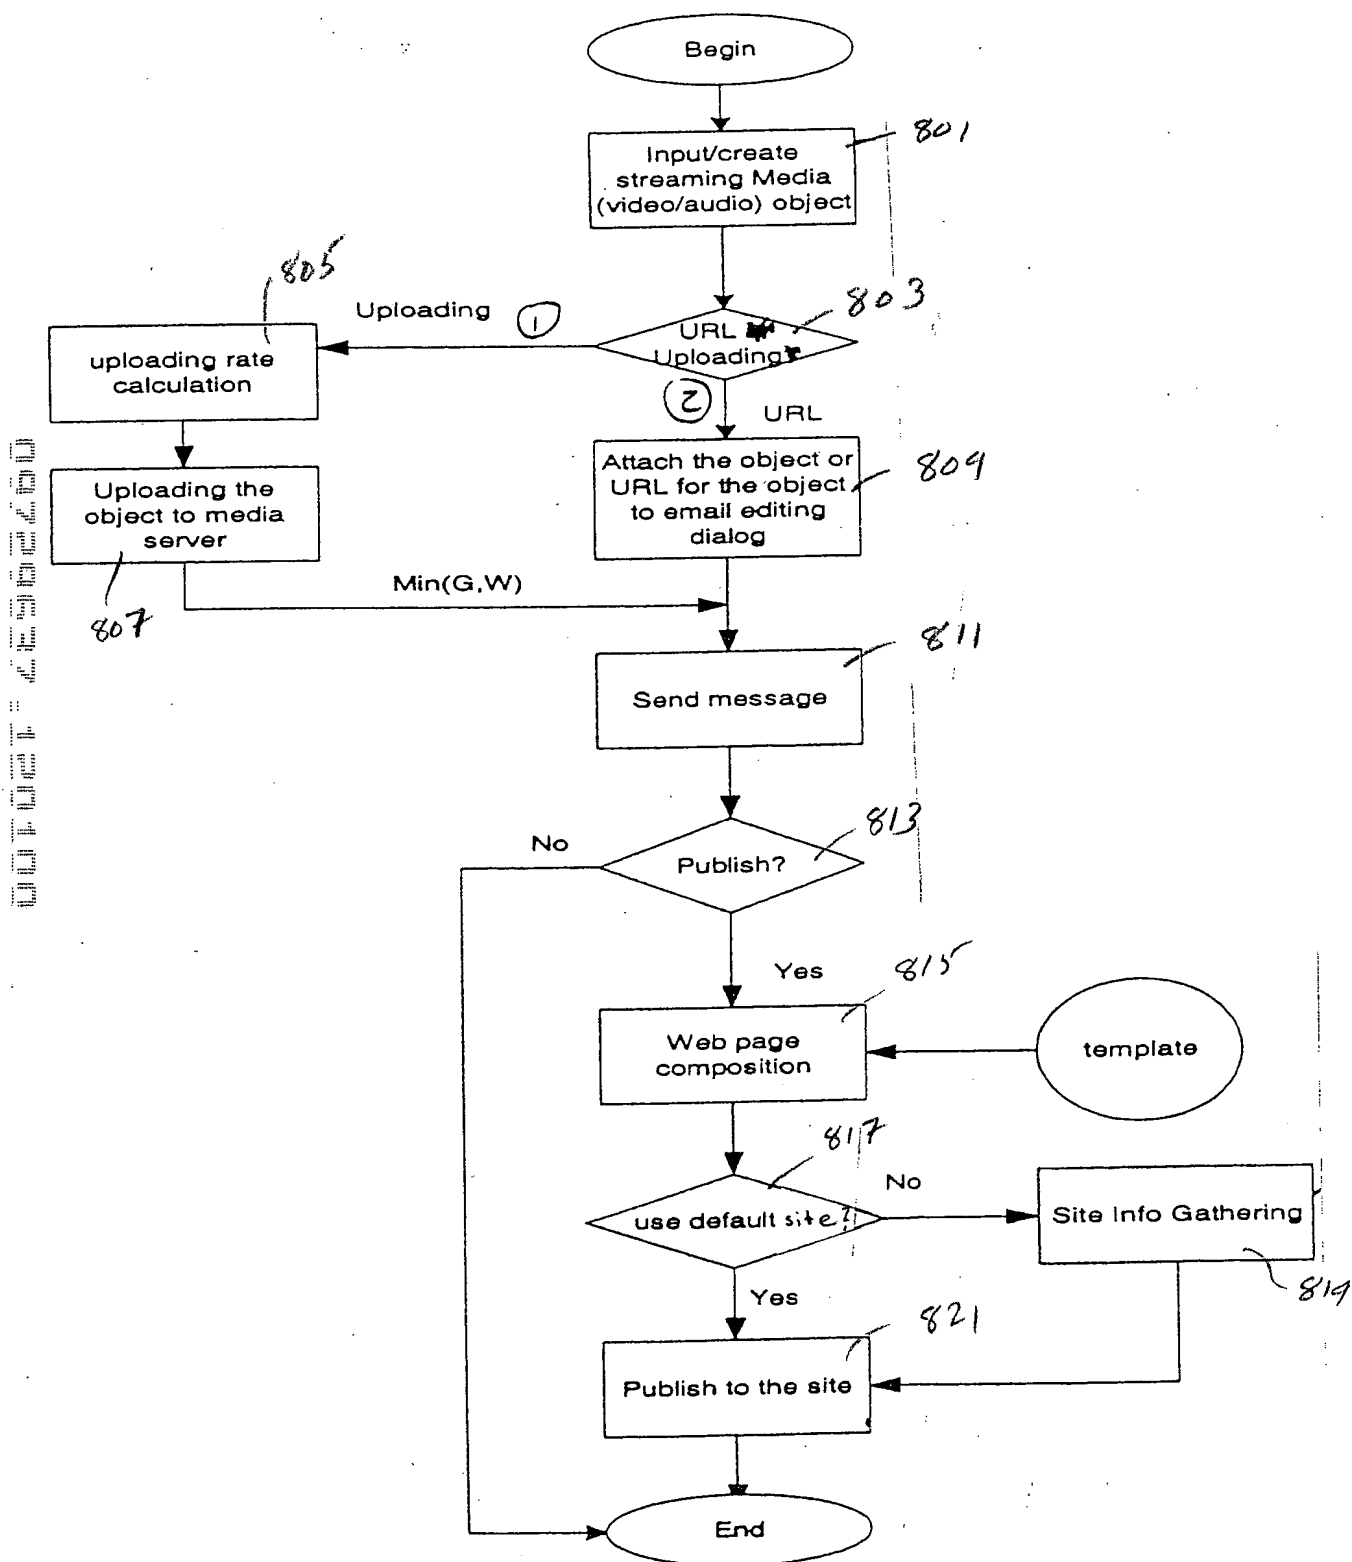 Begin
801
Input/create
streaming Media
(video/audio) object
805
803
Uploading
1
URL
Uploading
uploading rate
calculation
2
URL
809
Attach the object or
URL for the object
to email editing
dialog
Uploading the
object to media
server
807
Min(G,W)
811
Send message
813
No
Publish?
Yes
815
Web page
composition
template
817
No
use default site?
Site Info Gathering
819
Yes
821
Publish to the site
End
09729637 - 120100